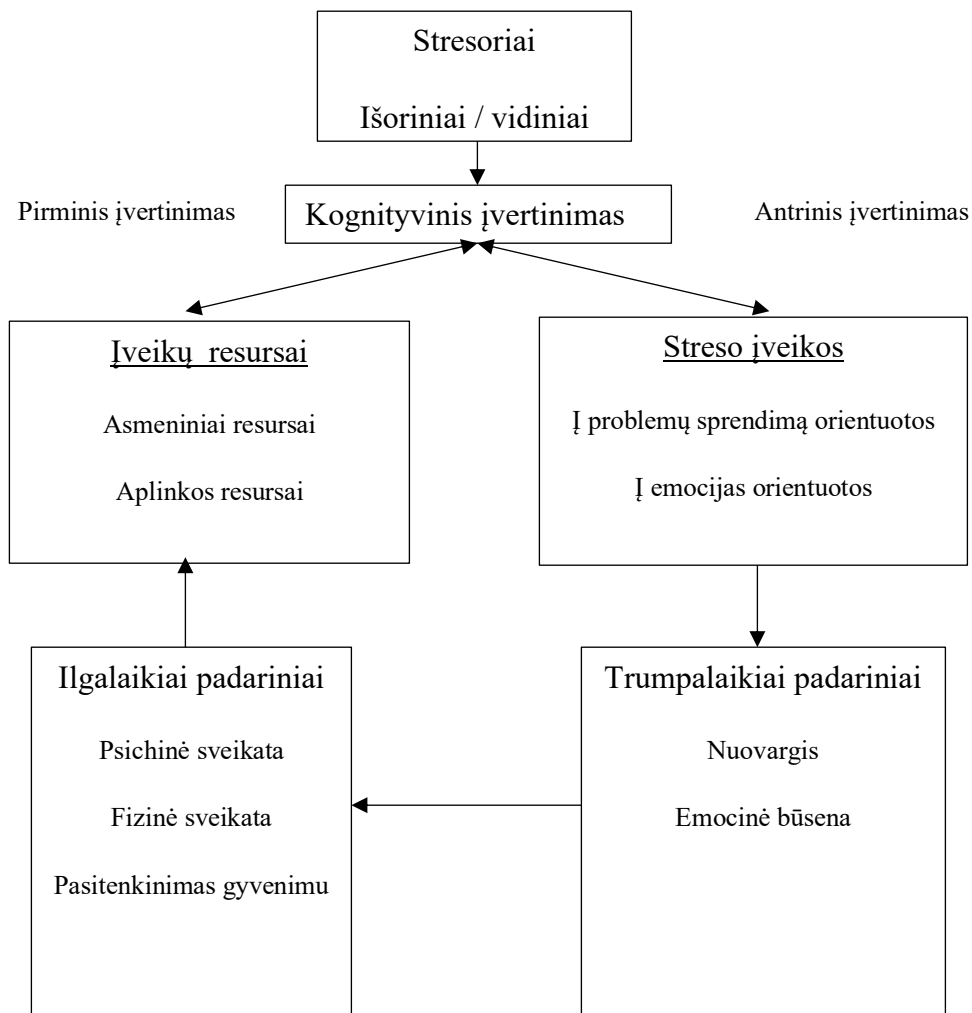 Stresoriai
Išoriniai / vidiniai
Pirminis įvertinimas
Kognityvinis įvertinimas
Antrinis įvertinimas
Įveikų resursai
Asmeniniai resursai
Aplinkos resursai
Streso įveikos
Į problemų sprendimą orientuotos
Į emocijas orientuotos
Ilgalaikiai padariniai
Psichinė sveikata
Fizinė sveikata
Pasitenkinimas gyvenimu
Trumpalaikiai padariniai
Nuovargis
Emocinė būsena